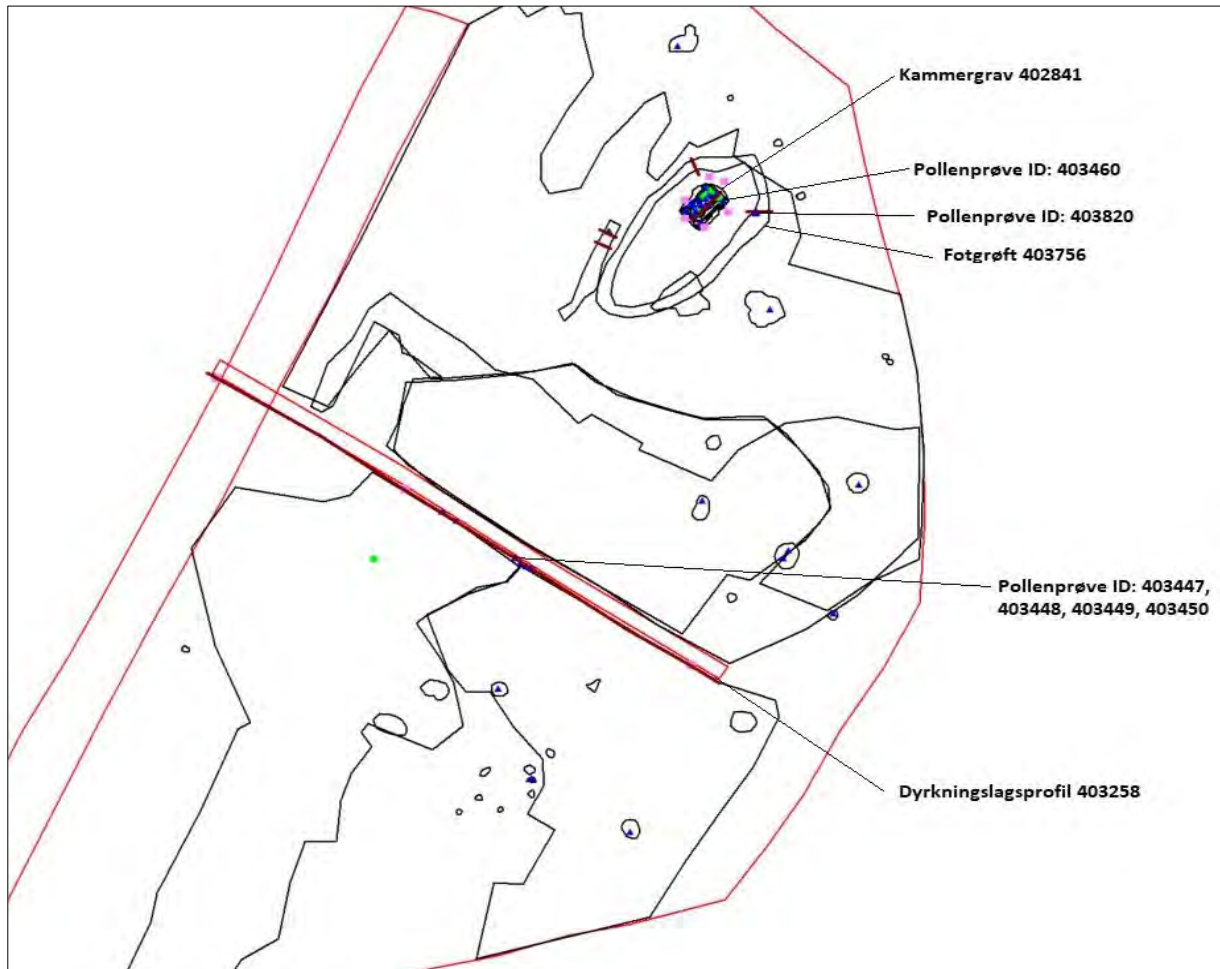 Kammergrav 402841
Pollenprøve ID: 403460
Pollenprøve ID: 403820
Fotgrøft 403756
Pollenprøve ID: 403447,
403448, 403449, 403450
Dyrkningslagsprofil 403258